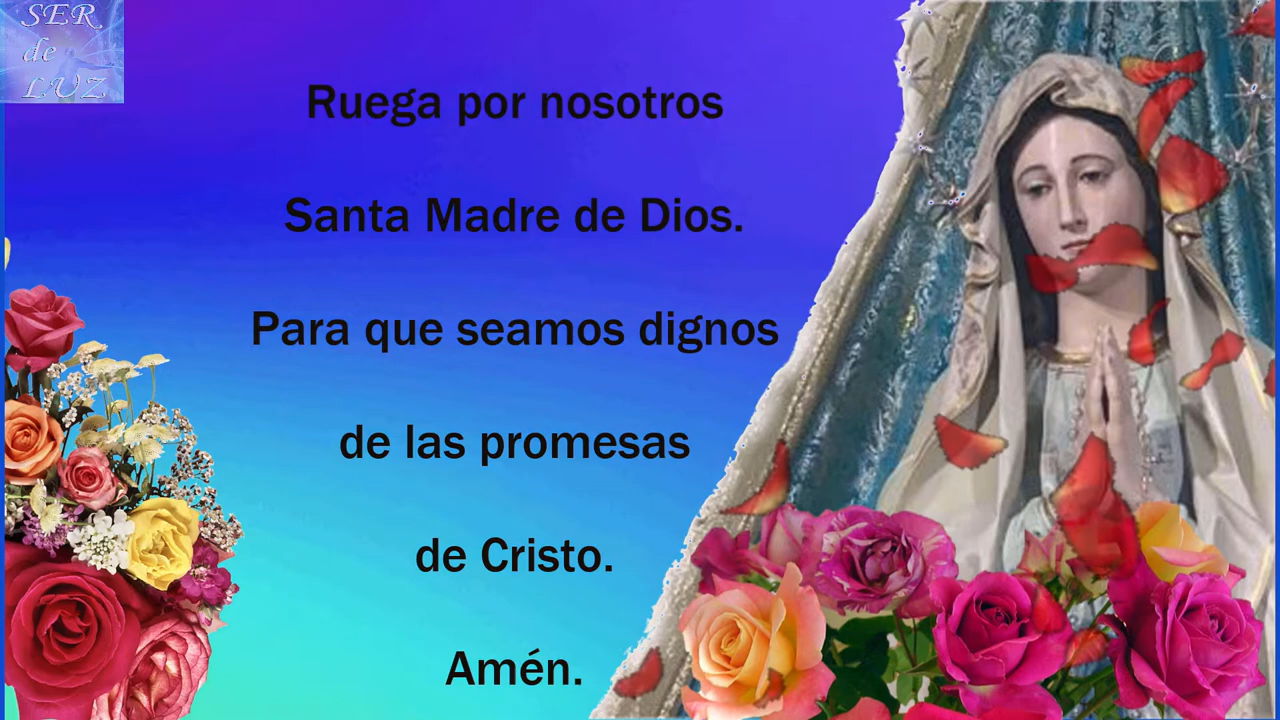 SER
de
LUZ
Ruega por nosotros
Santa Madre de Dios.
Para que seamos dignos
de las promesas
de Cristo.
Amén.